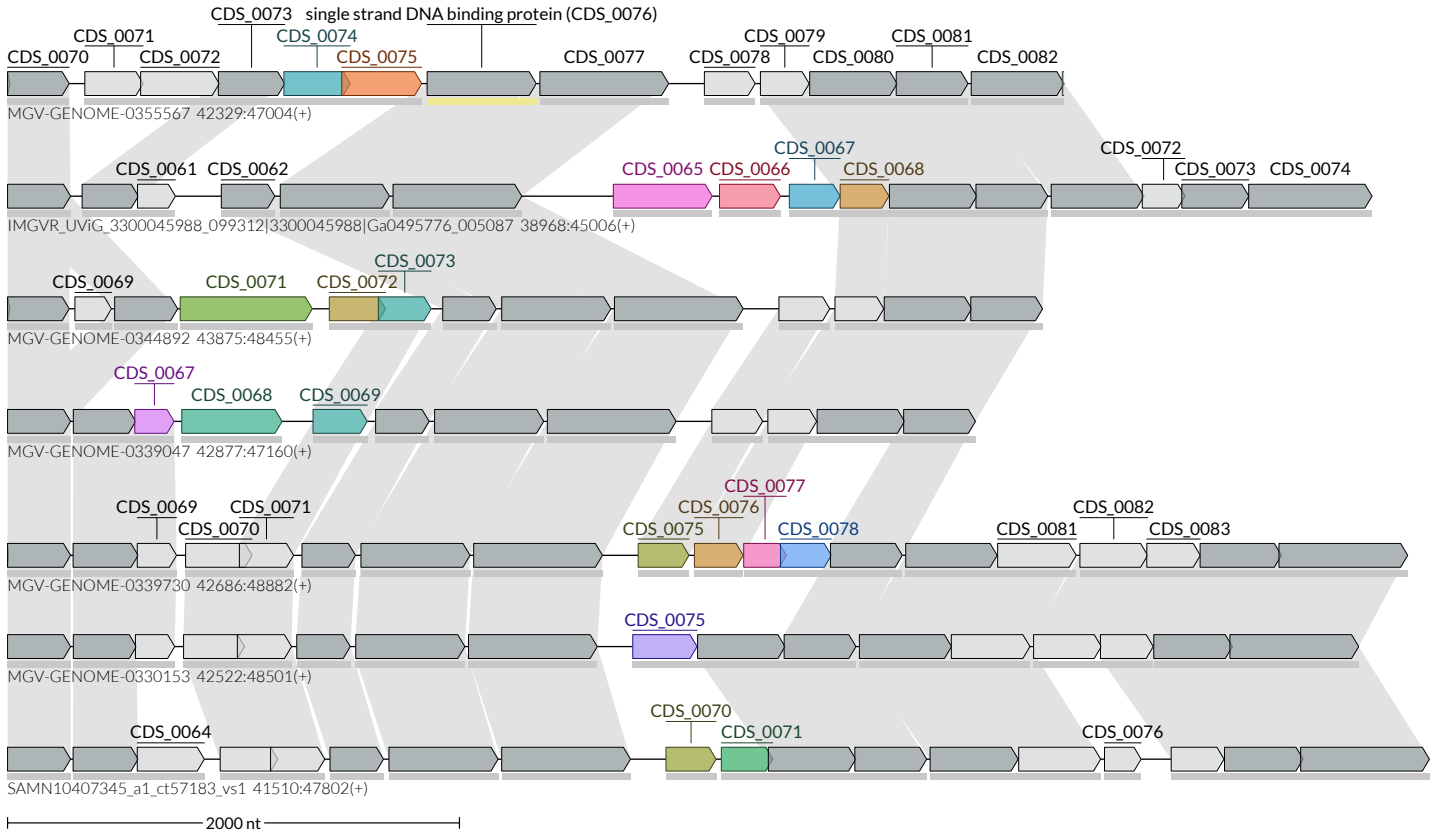 CDS_0073 single strand DNA binding protein (CDS_0076)
CDS_0071 CDS_0074 CDS_0079 CDS_0081
CDS_0070 CDS_0072 CDS_0075 CDS_0077 CDS_0078 CDS_0080 CDS_0082
MGV-GENOME-0355567 42329:47004(+)
CDS_0067 CDS_0072
CDS_0061 CDS_0062 CDS_0065 CDS_0066 CDS_0068 CDS_0073 CDS_0074
IMGVR_UViG_3300045988_099312|3300045988|Ga0495776_005087 38968:45006(+)
CDS_0073
CDS_0069 CDS_0071 CDS_0072
MGV-GENOME-0344892 43875:48455(+)
CDS_0067
CDS_0068 CDS_0069
MGV-GENOME-0339047 42877:47160(+)
CDS_0077
CDS_0069 CDS_0071 CDS_0076 CDS_0082
CDS_0070 CDS_0075 CDS_0078 CDS_0081 CDS_0083
MGV-GENOME-0339730 42686:48882(+)
CDS_0075
MGV-GENOME-0330153 42522:48501(+)
CDS_0070
CDS_0064 CDS_0071 CDS_0076
SAMN10407345_a1_ct57183_vs1 41510:47802(+)
2000 nt